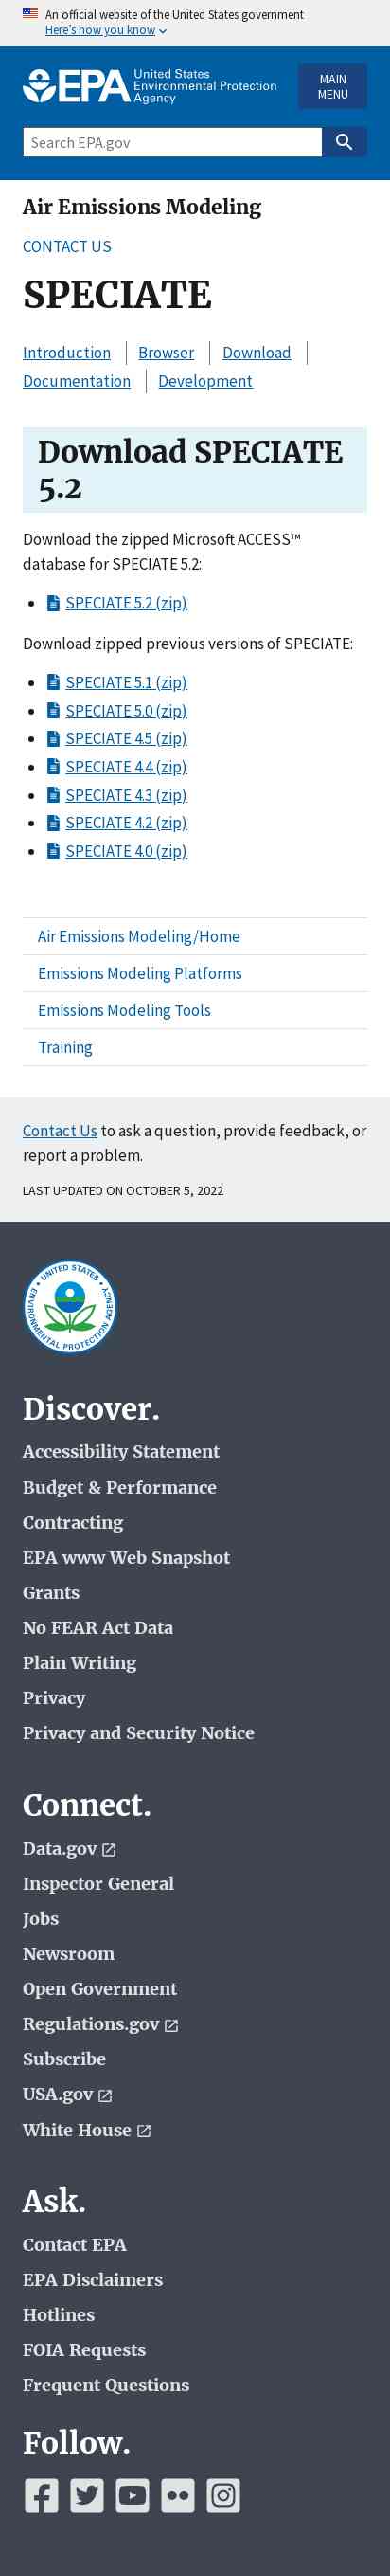 An official website of the United States government
Here's how you know
EPA United States
Environmental Protection
Agency
MAIN
MENU
Search EPA.gov
Air Emissions Modeling
CONTACT US
SPECIATE
Introduction Browser Download
Documentation Development
Download SPECIATE
5.2
Download the zipped Microsoft ACCESS™
database for SPECIATE 5.2:
SPECIATE 5.2 (zip)
Download zipped previous versions of SPECIATE:
SPECIATE 5.1 (zip)
SPECIATE 5.0 (zip)
SPECIATE 4.5 (zip)
SPECIATE 4.4 (zip)
SPECIATE 4.3 (zip)
SPECIATE 4.2 (zip)
SPECIATE 4.0 (zip)
Air Emissions Modeling/Home
Emissions Modeling Platforms
Emissions Modeling Tools
Training
Contact Us to ask a question, provide feedback, or
report a problem.
LAST UPDATED ON OCTOBER 5, 2022
UNITED STATES
ENVIRONMENTAL PROTECTION AGENCY
Discover.
Accessibility Statement
Budget & Performance
Contracting
EPA www Web Snapshot
Grants
No FEAR Act Data
Plain Writing
Privacy
Privacy and Security Notice
Connect.
Data.gov
Inspector General
Jobs
Newsroom
Open Government
Regulations.gov
Subscribe
USA.gov
White House
Ask.
Contact EPA
EPA Disclaimers
Hotlines
FOIA Requests
Frequent Questions
Follow.